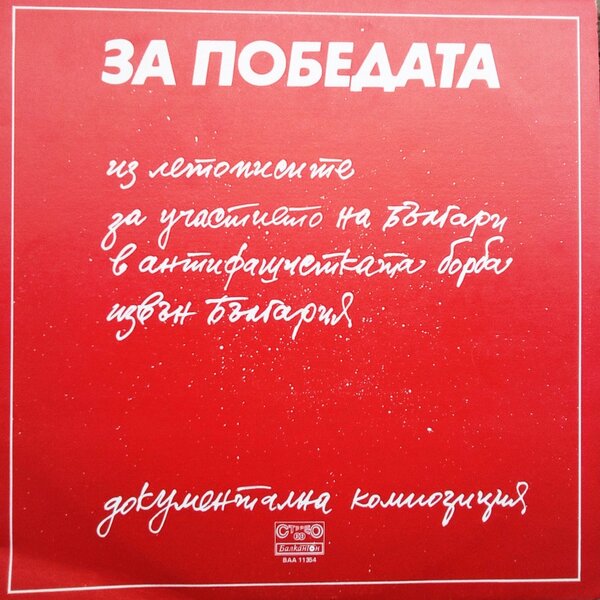 ЗА ПОБЕДАТА
из летописите
за участието на българи
в антифашистката борба
извън България
документална композиция
СТЕРЕО
Балкантон
ВАА 11354